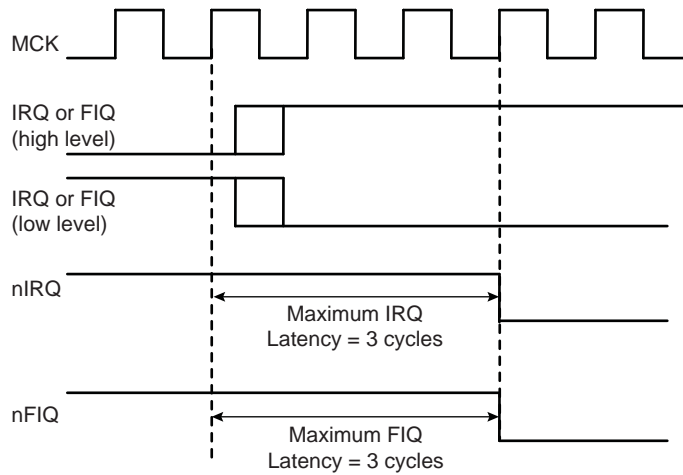 MCK
IRQ or FIQ
(high level)
IRQ or FIQ
(low level)
nIRQ
Maximum IRQ
Latency = 3 cycles
nFIQ
Maximum FIQ
Latency = 3 cycles